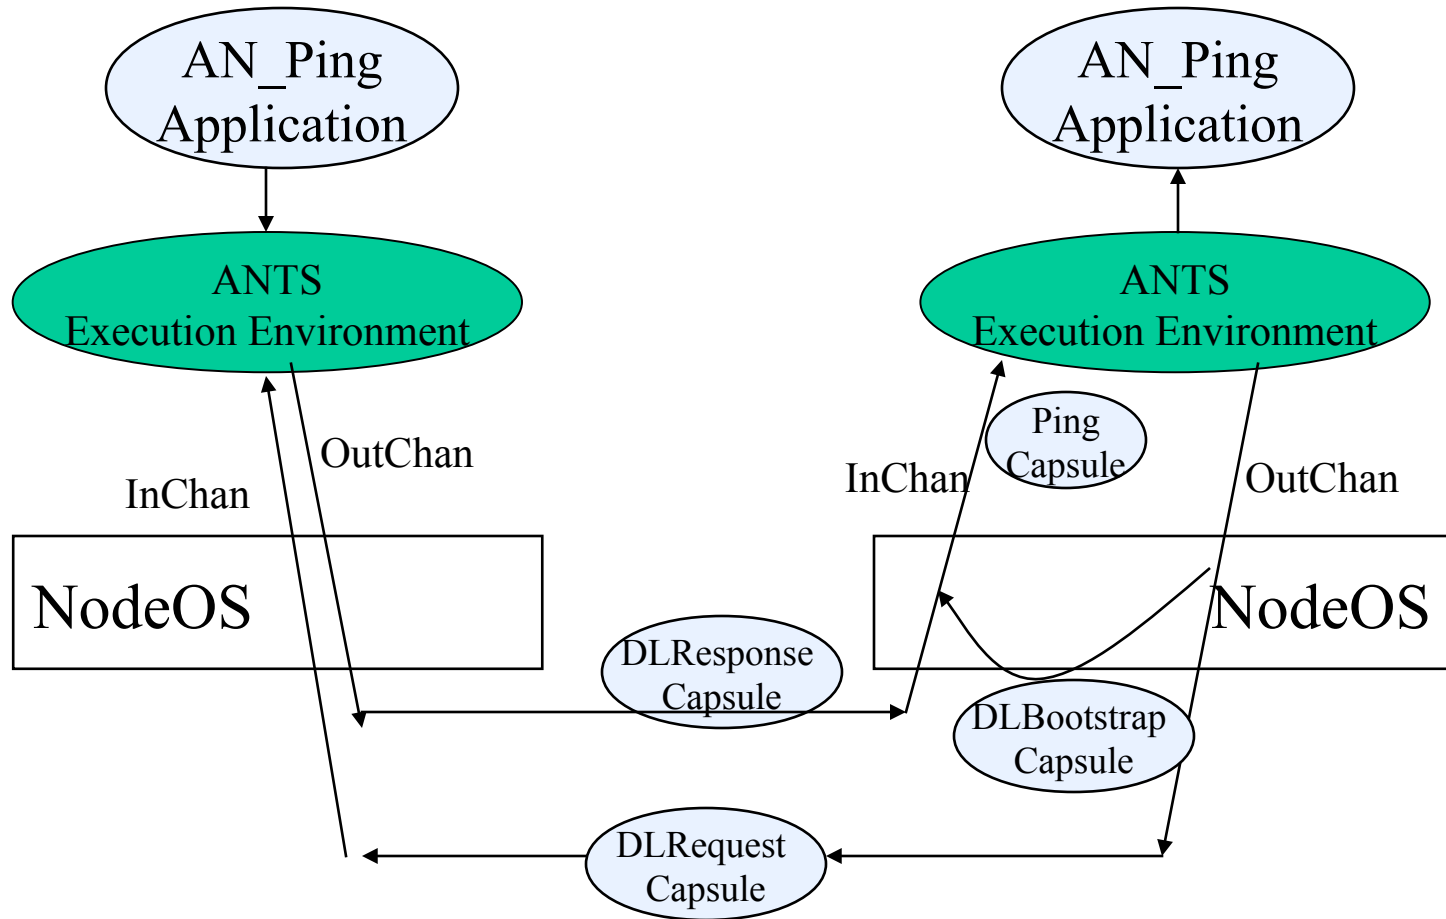 AN_Ping
Application
AN_Ping
Application
ANTS
Execution Environment
ANTS
Execution Environment
Ping
Capsule
OutChan
InChan
InChan
OutChan
NodeOS
NodeOS
DLResponse
Capsule
DLBootstrap
Capsule
DLRequest
Capsule